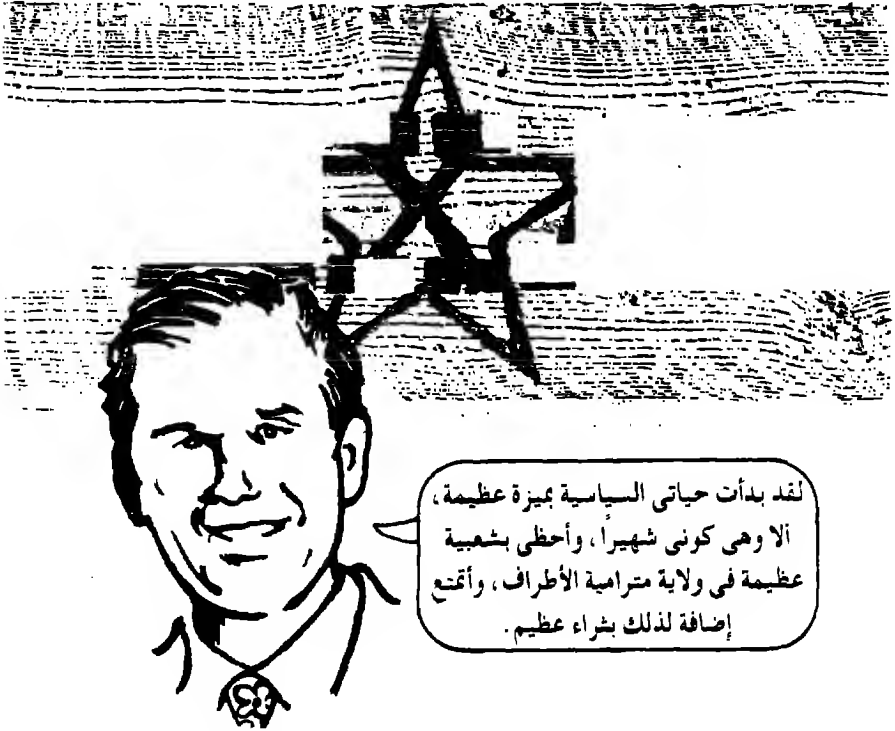 لقد بدأت حياتى السياسية بميزة عظيمة،
ألا وهى كونى شهيرًا، وأحظى بشعبية
عظيمة فى ولاية مترامية الأطراف، وأتمتع
إضافة لذلك بثراء عظيم.